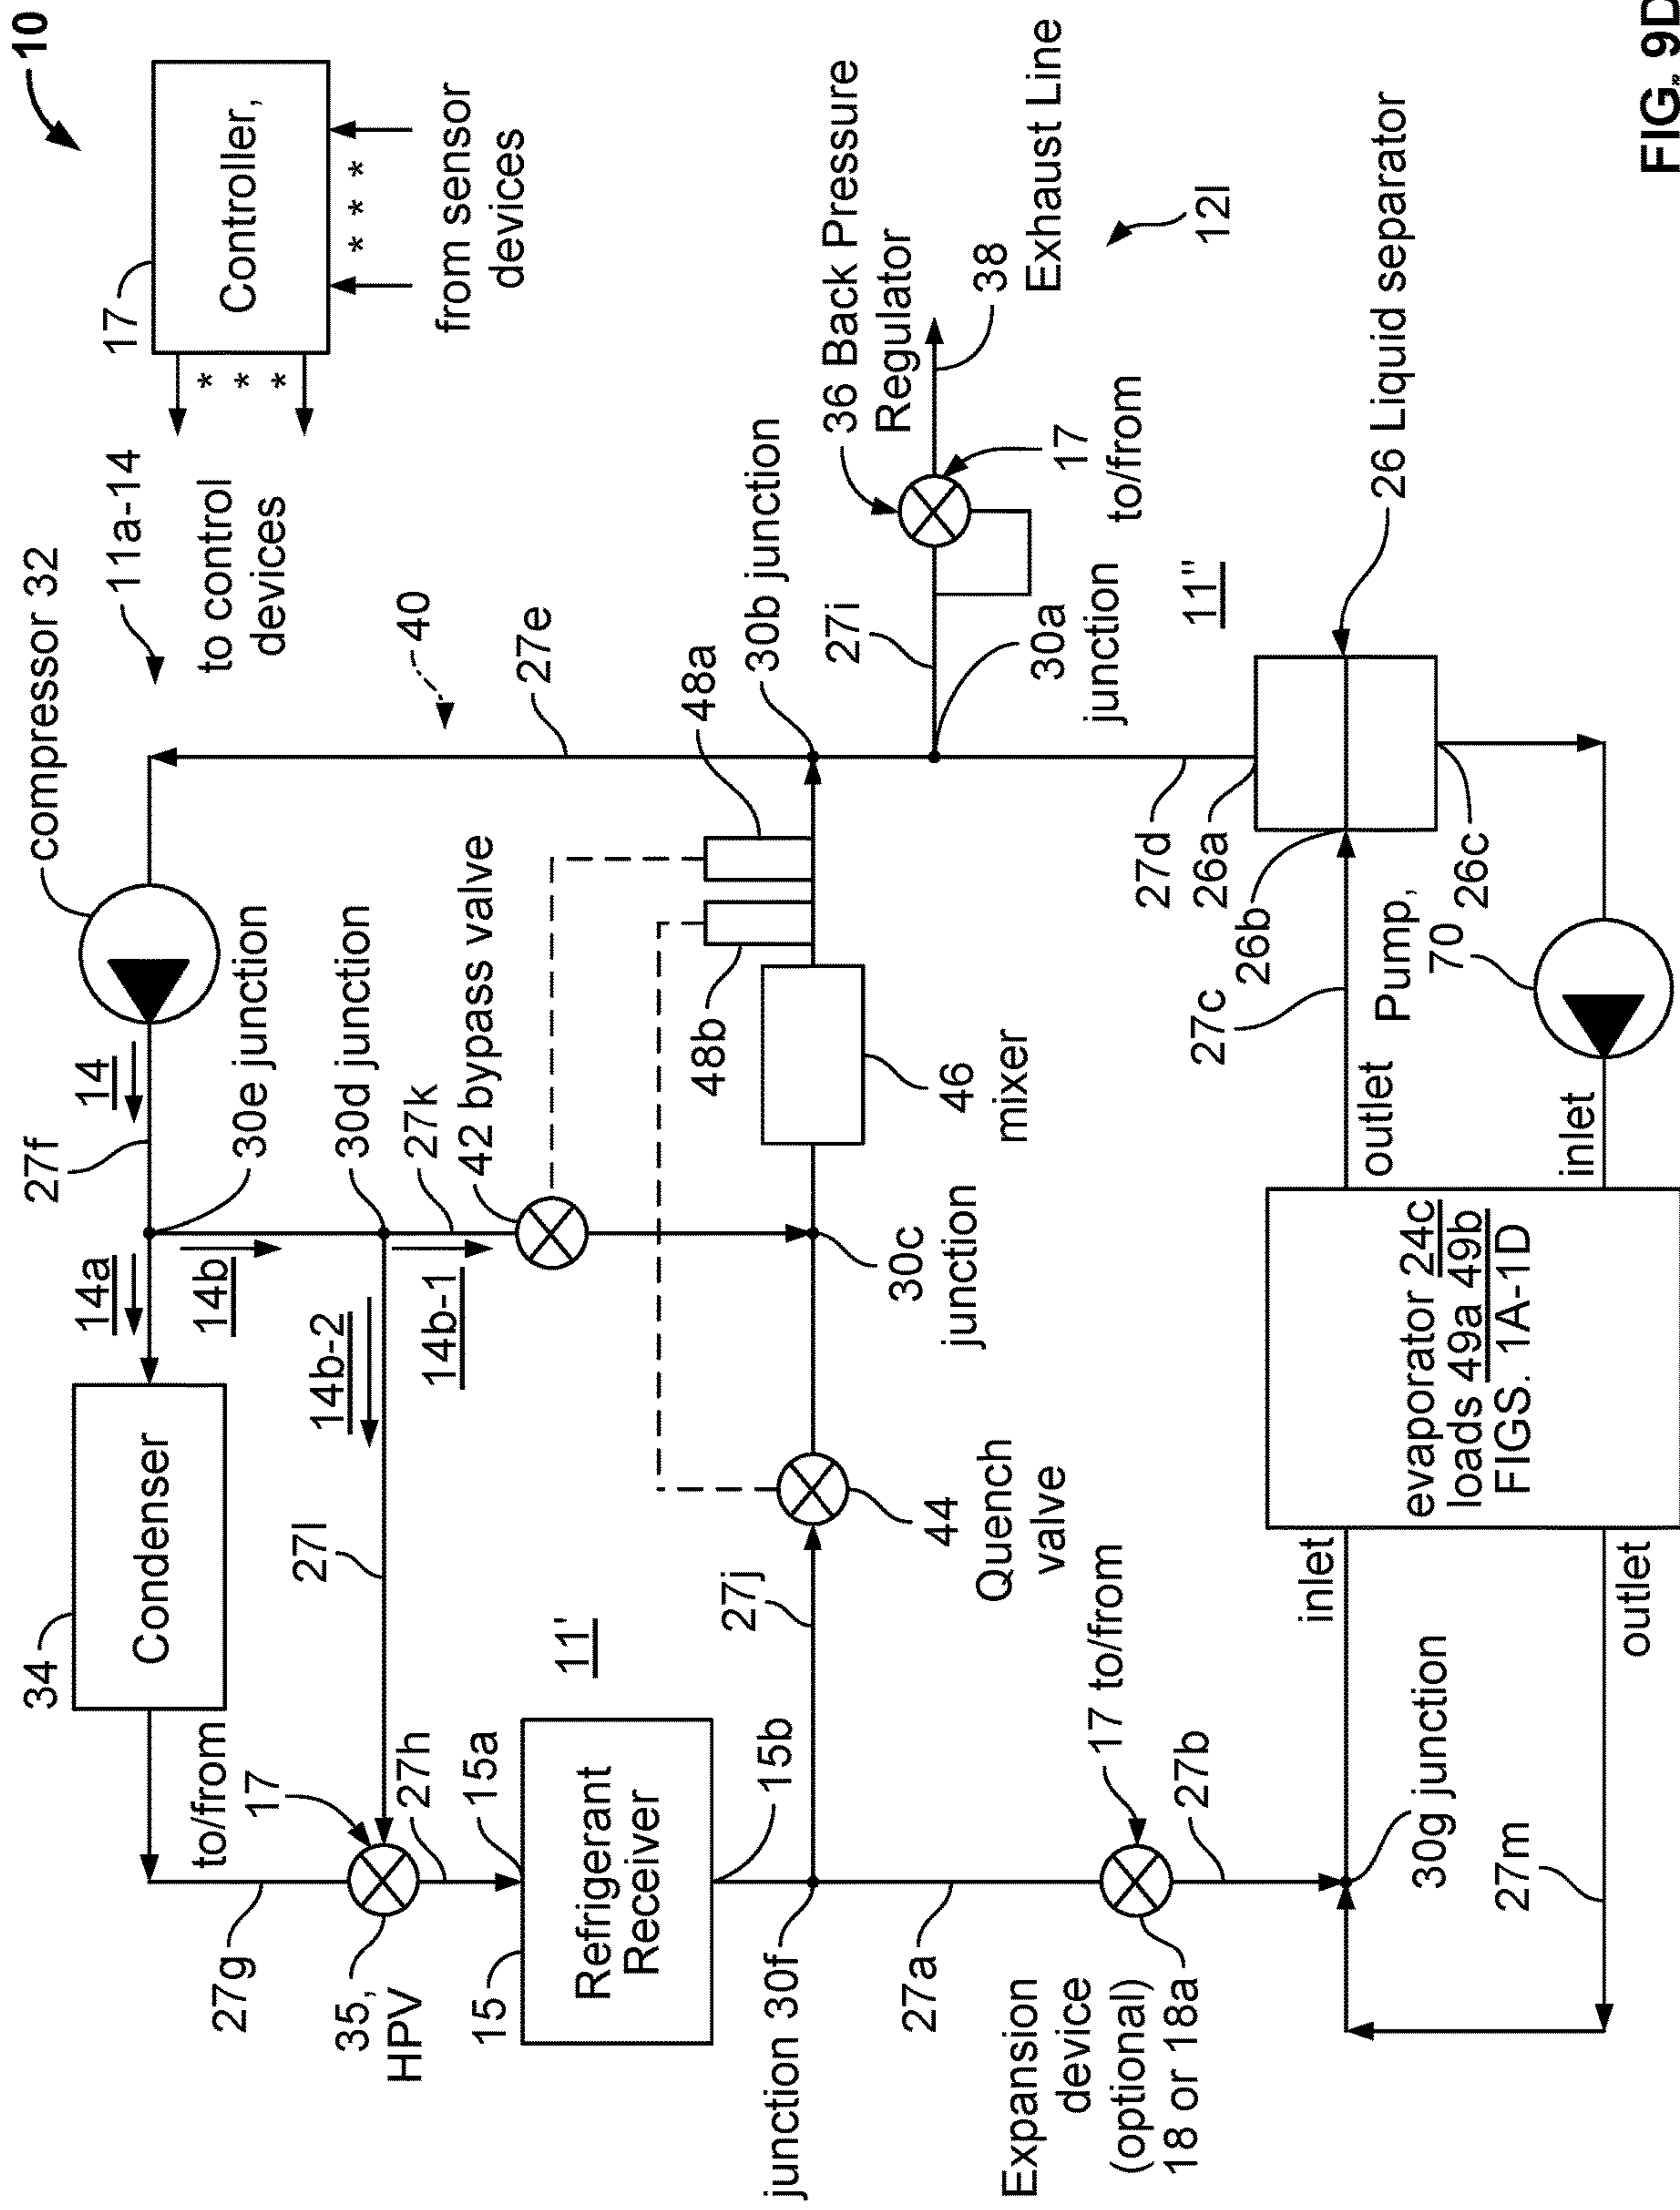 10
17
Controller,
* * *
* * *
from sensor
devices
11a-14
to control
devices
compressor 32
40
27e
14
27f
30e junction
30d junction
27k
42 bypass valve
14a
14b
14b-2
14b-1
34
Condenser
27l
to/from
17
27g
35,
HPV
27h
15a
15
Refrigerant
Receiver
11'
15b
27j
junction 30f
44
Quench
valve
30c
junction
46
mixer
48b
48a
30b junction
27i
30a
junction
36 Back Pressure
Regulator
38
Exhaust Line
17
to/from
12l
11"
27d
26a
26b
26c
26 Liquid separator
27c
Pump,
70
outlet
inlet
evaporator 24c
loads 49a 49b
FIGS. 1A-1D
inlet
outlet
27a
Expansion
device
(optional)
18 or 18a
17 to/from
27b
30g junction
27m
FIG. 9D